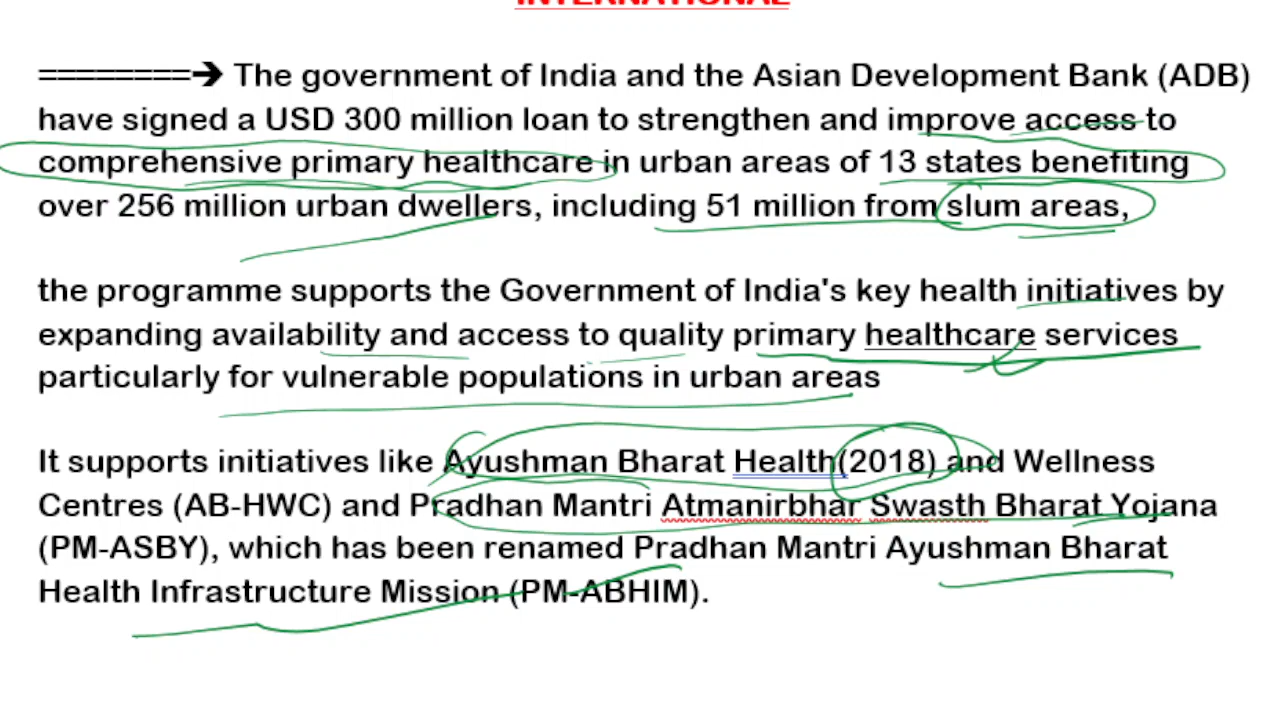 INTERNATIONAL
========➔ The government of India and the Asian Development Bank (ADB)
have signed a USD 300 million loan to strengthen and improve access to
comprehensive primary healthcare in urban areas of 13 states benefiting
over 256 million urban dwellers, including 51 million from slum areas,
the programme supports the Government of India's key health initiatives by
expanding availability and access to quality primary healthcare services
particularly for vulnerable populations in urban areas
It supports initiatives like Ayushman Bharat Health(2018) and Wellness
Centres (AB-HWC) and Pradhan Mantri Atmanirbhar Swasth Bharat Yojana
(PM-ASBY), which has been renamed Pradhan Mantri Ayushman Bharat
Health Infrastructure Mission (PM-ABHIM).